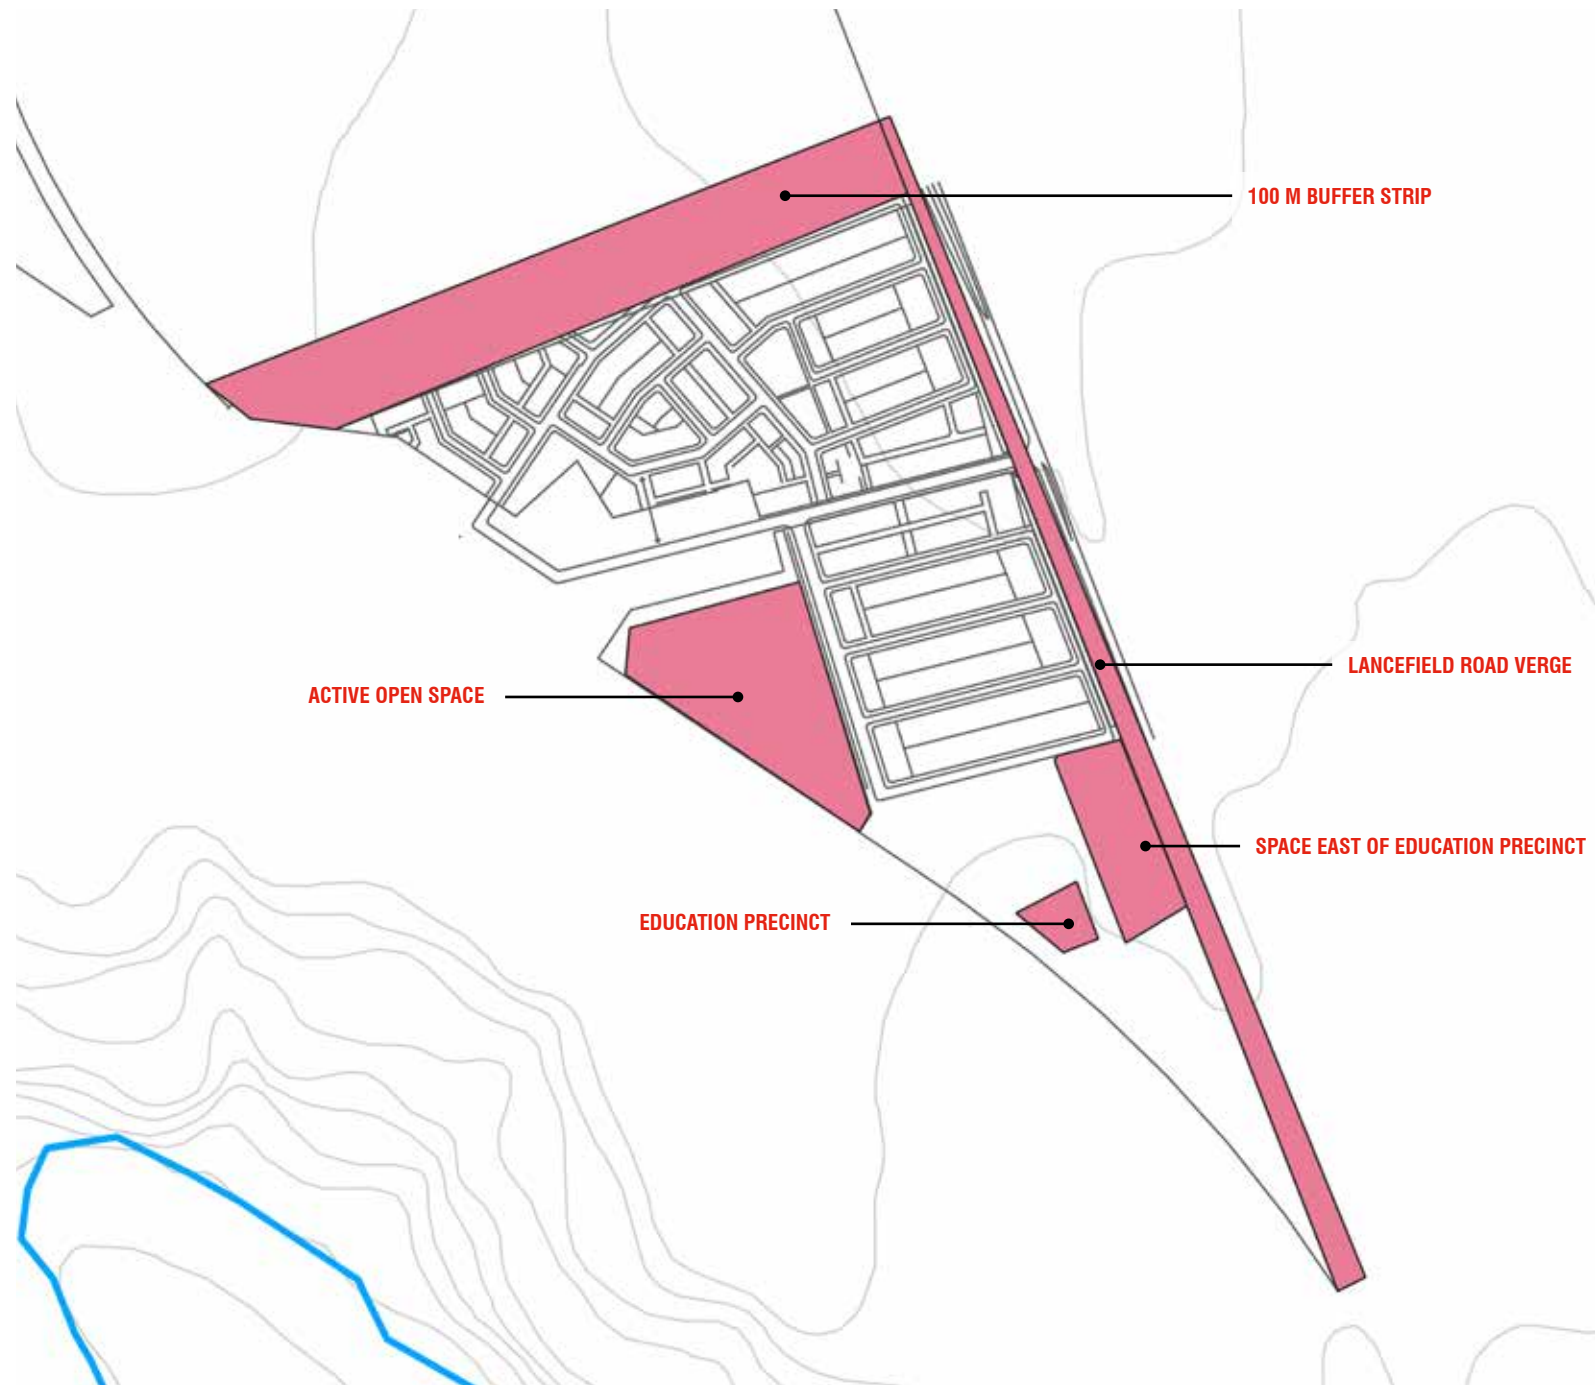 100 M BUFFER STRIP
LANCEFIELD ROAD VERGE
ACTIVE OPEN SPACE
SPACE EAST OF EDUCATION PRECINCT
EDUCATION PRECINCT